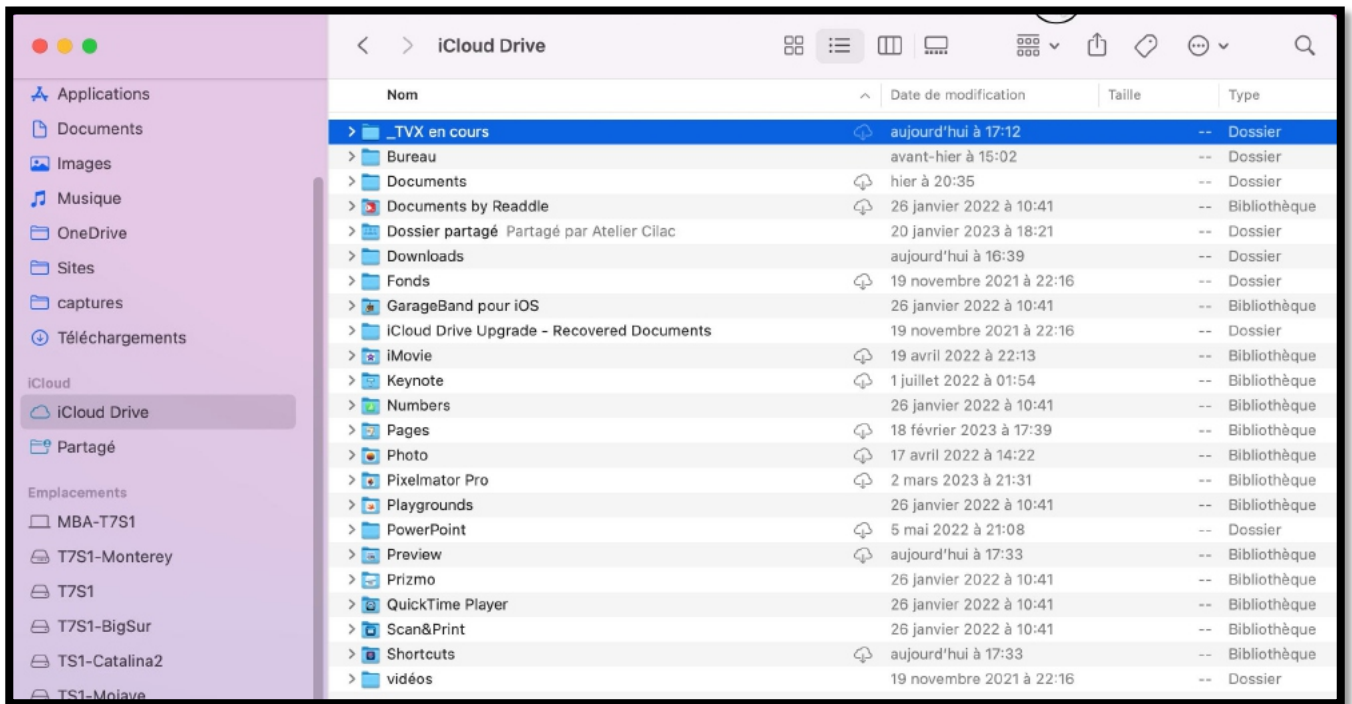 iCloud Drive
Applications
Documents
Images
Musique
OneDrive
Sites
captures
Téléchargements
iCloud
iCloud Drive
Partagé
Emplacements
MBA-T7S1
T7S1-Monterey
T7S1
T7S1-BigSur
TS1-Catalina2
TS1-Mojave
Nom Date de modification Taille Type
_TVX en cours aujourd'hui à 17:12 -- Dossier
Bureau avant-hier à 15:02 -- Dossier
Documents hier à 20:35 -- Dossier
Documents by Readdle 26 janvier 2022 à 10:41 -- Bibliothèque
Dossier partagé Partagé par Atelier Cilac 20 janvier 2023 à 18:21 -- Dossier
Downloads aujourd'hui à 16:39 -- Dossier
Fonds 19 novembre 2021 à 22:16 -- Dossier
GarageBand pour iOS 26 janvier 2022 à 10:41 -- Bibliothèque
iCloud Drive Upgrade - Recovered Documents 19 novembre 2021 à 22:16 -- Dossier
iMovie 19 avril 2022 à 22:13 -- Bibliothèque
Keynote 1 juillet 2022 à 01:54 -- Bibliothèque
Numbers 26 janvier 2022 à 10:41 -- Bibliothèque
Pages 18 février 2023 à 17:39 -- Bibliothèque
Photo 17 avril 2022 à 14:22 -- Bibliothèque
Pixelmator Pro 2 mars 2023 à 21:31 -- Bibliothèque
Playgrounds 26 janvier 2022 à 10:41 -- Bibliothèque
PowerPoint 5 mai 2022 à 21:08 -- Dossier
Preview aujourd'hui à 17:33 -- Bibliothèque
Prizmo 26 janvier 2022 à 10:41 -- Bibliothèque
QuickTime Player 26 janvier 2022 à 10:41 -- Bibliothèque
Scan&Print 26 janvier 2022 à 10:41 -- Bibliothèque
Shortcuts aujourd'hui à 17:33 -- Bibliothèque
vidéos 19 novembre 2021 à 22:16 -- Dossier